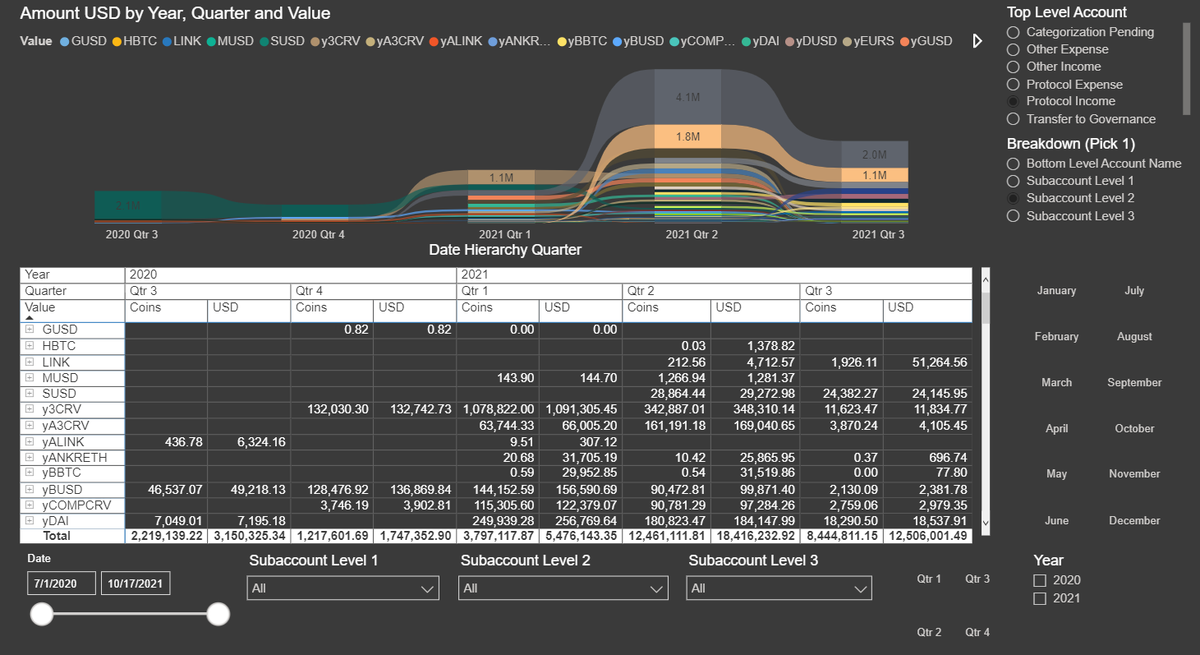 Amount USD by Year, Quarter and Value
Value GUSD HBTC LINK MUSD SUSD y3CRV yA3CRV yALINK yANKR... yBBTC yBUSD yCOMP... yDAI yDUSD yEURS yGUSD
4.1M
1.8M
2.0M
1.1M
1.1M
2.1M
2020 Qtr 3 2020 Qtr 4 2021 Qtr 1 2021 Qtr 2 2021 Qtr 3
Date Hierarchy Quarter
Top Level Account
Categorization Pending
Other Expense
Other Income
Protocol Expense
Protocol Income
Transfer to Governance
Breakdown (Pick 1)
Bottom Level Account Name
Subaccount Level 1
Subaccount Level 2
Subaccount Level 3
Year 2020 2021
Quarter Qtr 3 Qtr 4 Qtr 1 Qtr 2 Qtr 3
Value Coins USD Coins USD Coins USD Coins USD Coins USD
GUSD 0.82 0.82 0.00 0.00
HBTC 0.03 1,378.82
LINK 212.56 4,712.57 1,926.11 51,264.56
MUSD 143.90 144.70 1,266.94 1,281.37
SUSD 28,864.44 29,272.98 24,382.27 24,145.95
y3CRV 132,030.30 132,742.73 1,078,822.00 1,091,305.45 342,887.01 348,310.14 11,623.47 11,834.77
yA3CRV 63,744.33 66,005.20 161,191.18 169,040.65 3,870.24 4,105.45
yALINK 436.78 6,324.16 9.51 307.12
yANKRETH 20.68 31,705.19 10.42 25,865.95 0.37 696.74
yBBTC 0.59 29,952.85 0.54 31,519.86 0.00 77.80
yBUSD 46,537.07 49,218.13 128,476.92 136,869.84 144,152.59 156,590.69 90,472.81 99,871.40 2,130.09 2,381.78
yCOMPCRV 3,746.19 3,902.81 115,305.60 122,379.07 90,781.29 97,284.26 2,759.06 2,979.35
yDAI 7,049.01 7,195.18 249,939.28 256,769.64 180,823.47 184,147.99 18,290.50 18,537.91
Total 2,219,139.22 3,150,325.34 1,217,601.69 1,747,352.90 3,797,117.87 5,476,143.35 12,461,111.81 18,416,232.92 8,444,811.15 12,506,001.49
January July
February August
March September
April October
May November
June December
Date
7/1/2020 10/17/2021
Subaccount Level 1
All
Subaccount Level 2
All
Subaccount Level 3
All
Qtr 1 Qtr 3
Qtr 2 Qtr 4
Year
2020
2021